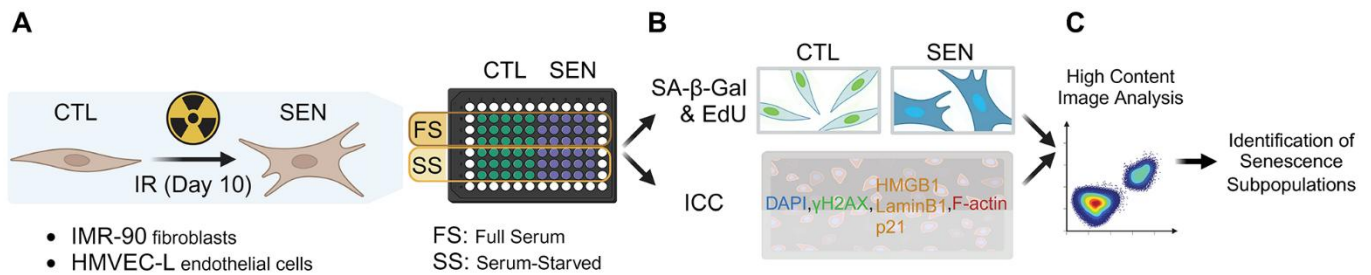 A
CTL
SEN
IR (Day 10)
• IMR-90 fibroblasts
• HMVEC-L endothelial cells
CTL SEN
FS
SS
FS: Full Serum
SS: Serum-Starved
B
CTL SEN
SA-β-Gal
& EdU
ICC
DAPI,γH2AX,
HMGB1
LaminB1,
p21
F-actin
C
High Content
Image Analysis
Identification of
Senescence
Subpopulations